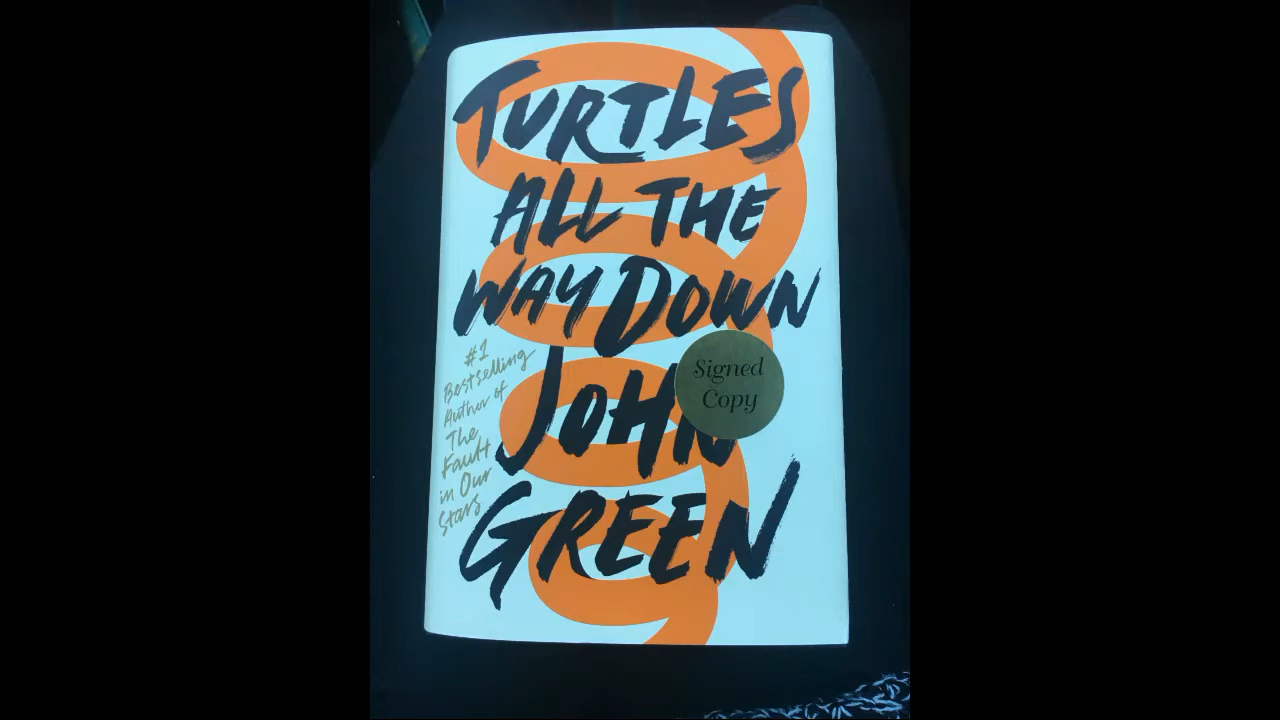 TURTLES
ALL THE
WAY DOWN
#1
Bestselling
Author of
The
Fault
in Our
Stars
JOHN
GREEN
Signed
Copy